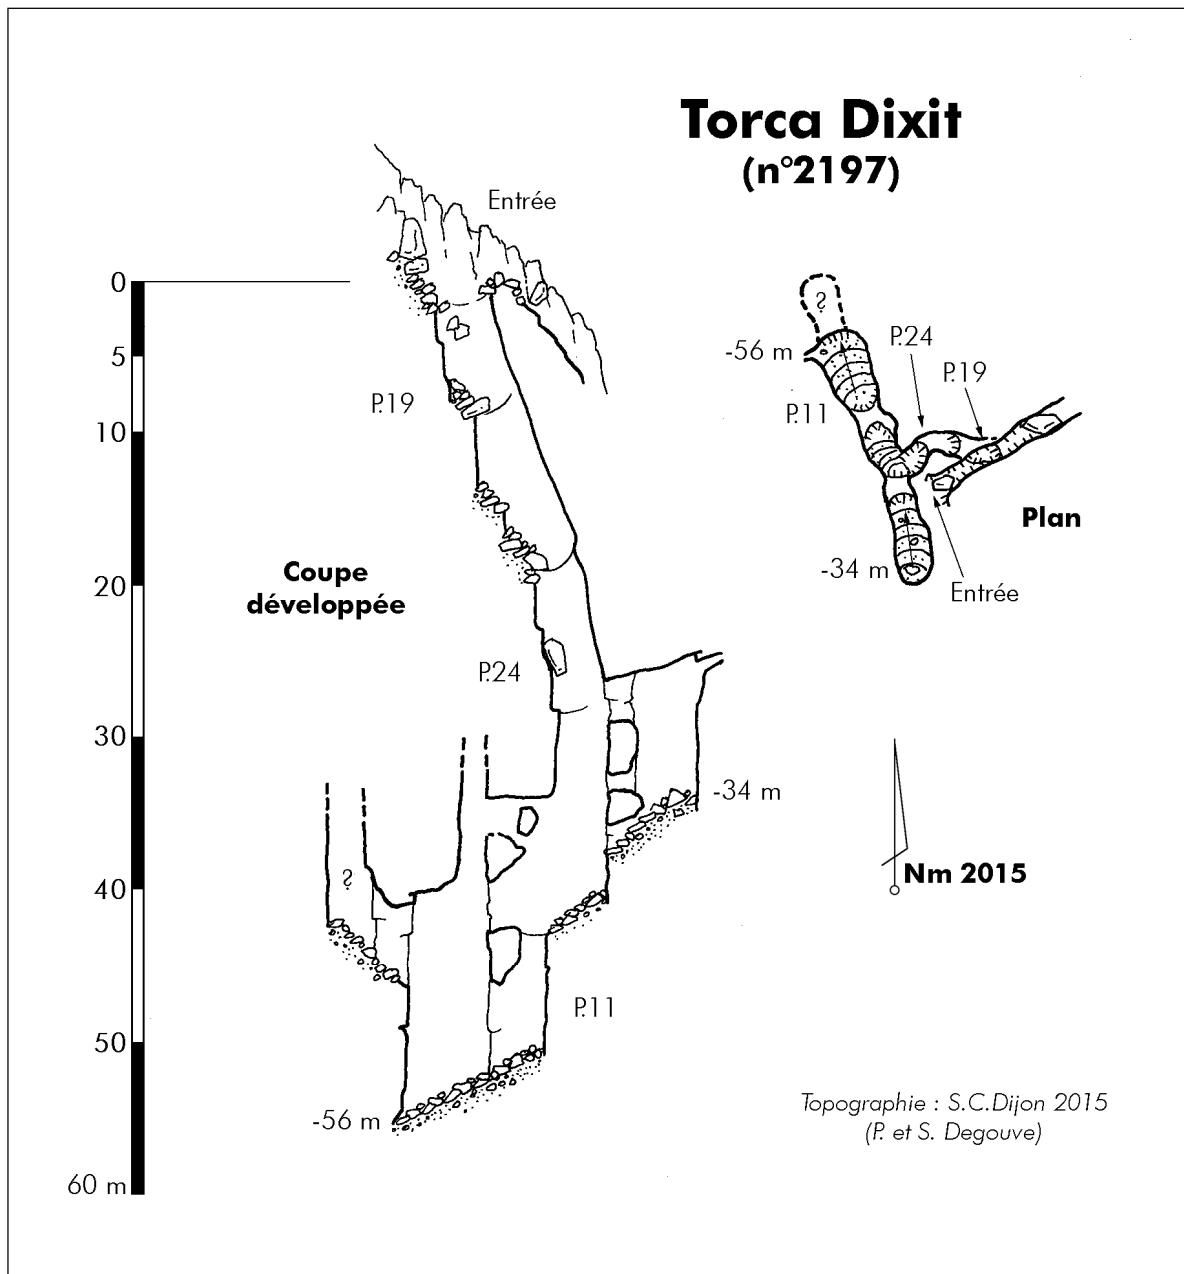 Torca Dixit
(n°2197)
Entrée
0
5
10
20
30
40
50
60 m
P.19
P.24
P.11
Coupe
développée
-34 m
?
-56 m
?
-56 m
P.24
P.19
P.11
Plan
-34 m
Entrée
Nm 2015
Topographie : S.C.Dijon 2015
(P. et S. Degouve)